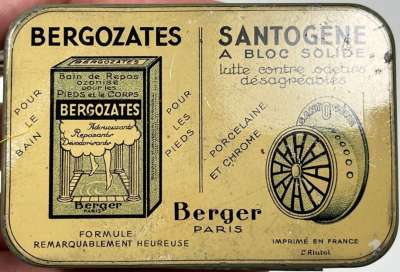 BERGOZATES
BERGOZATES
Bain de Repos
ozonisé
pour les
PIEDS et le CORPS
BERGOZATES
Adoucissants
Reposants
Désodorisants
Berger
PARIS
POUR
LE
BAIN
POUR
LES
PIEDS
FORMULE
REMARQUABLEMENT HEUREUSE
SANTOGÈNE
A BLOC SOLIDE
lutte contre odeurs
désagréables
PORCELAINE
ET CHROME
Berger
PARIS
IMPRIMÉ EN FRANCE